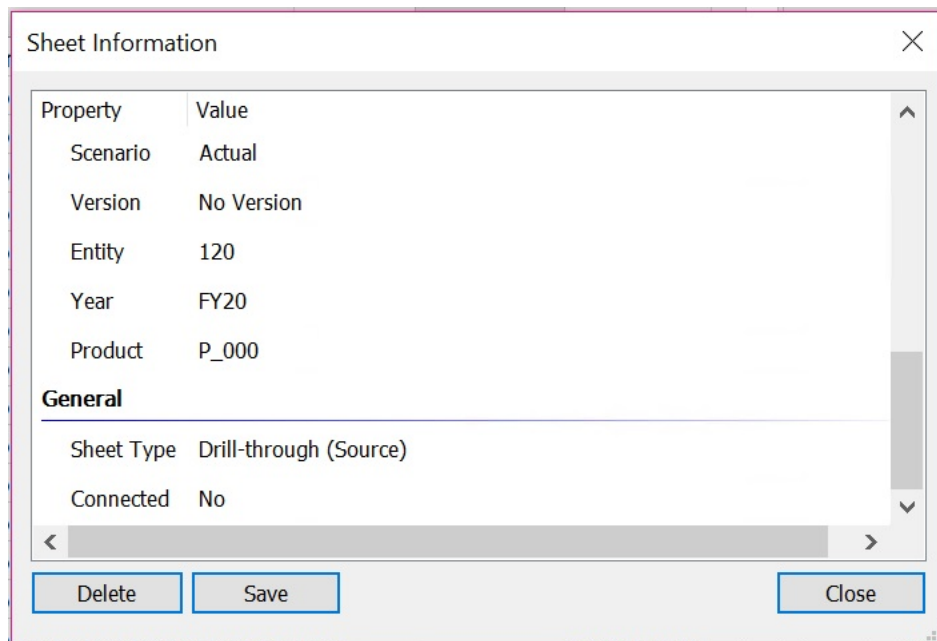 Sheet Information
Property Value
Scenario Actual
Version No Version
Entity 120
Year FY20
Product P_000
General
Sheet Type Drill-through (Source)
Connected No
Delete Save Close